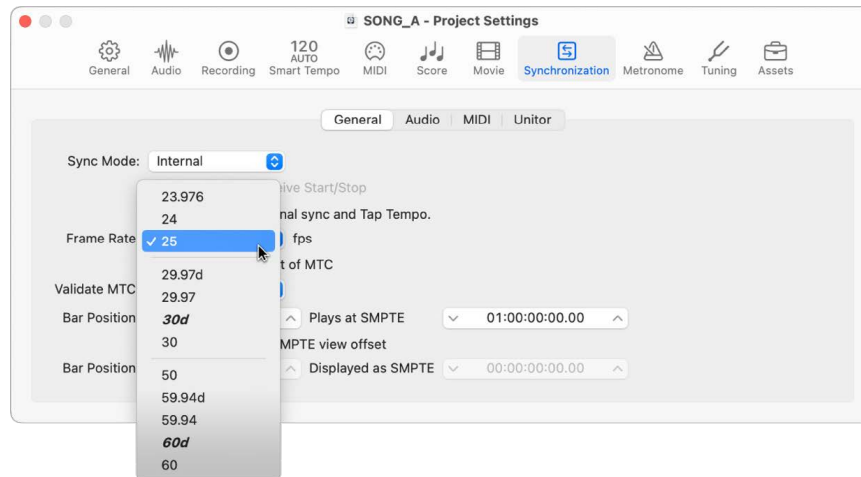 SONG_A - Project Settings
120
AUTO
General Audio Recording Smart Tempo MIDI Score Movie Synchronization Metronome Tuning Assets
General Audio MIDI Unitor
Sync Mode: Internal
Start/Stop
23.976
sync and Tap Tempo.
24
Frame Rate ✓ 25 fps
of MTC
29.97d
Validate MTC
29.97
Bar Position 30d Plays at SMPTE 01:00:00:00.00
30 view offset
Bar Position 50 Displayed as SMPTE 00:00:00:00.00
59.94d
59.94
60d
60